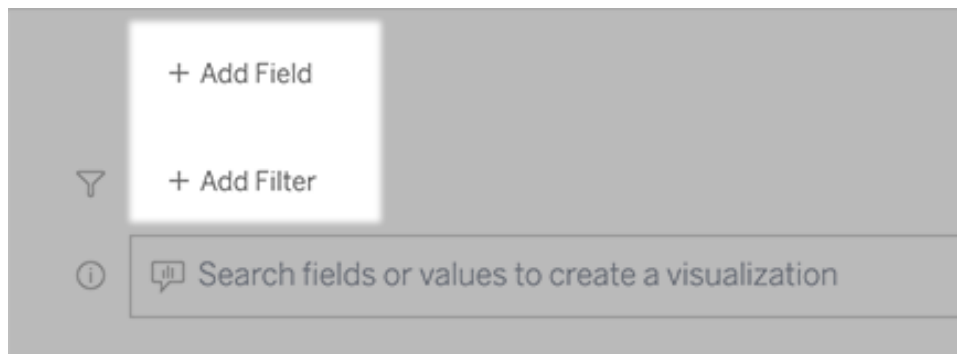 + Add Field
+ Add Filter
Search fields or values to create a visualization